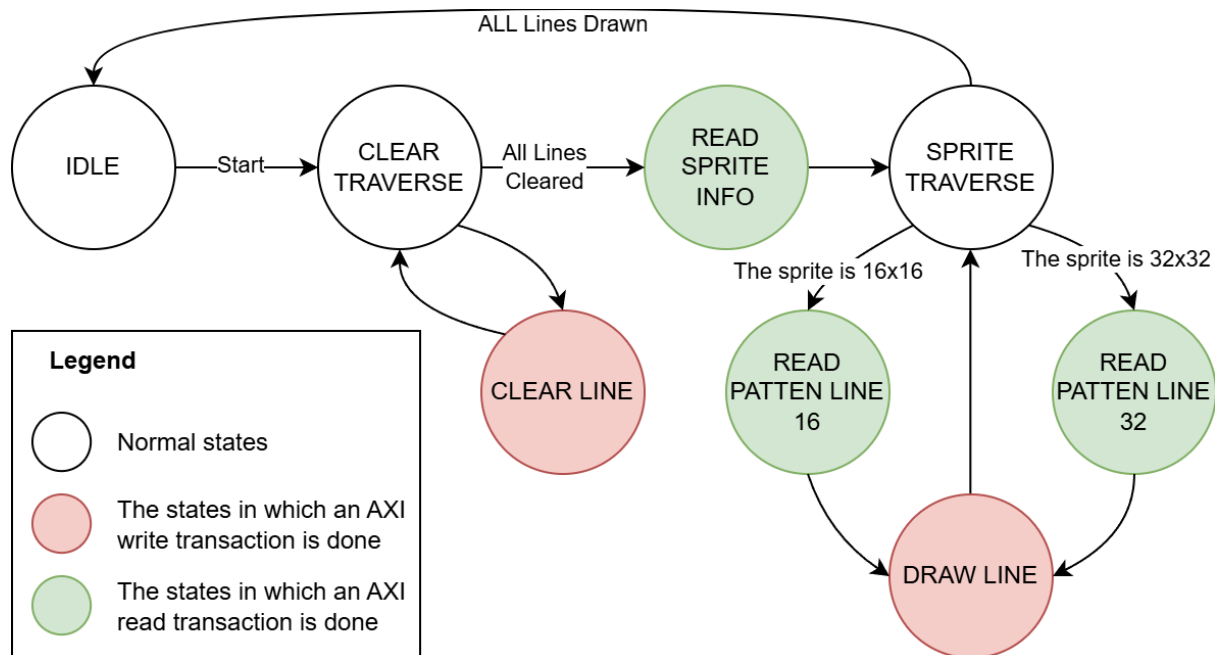 ALL Lines Drawn
IDLE
Start
CLEAR
TRAVERSE
All Lines
Cleared
READ
SPRITE
INFO
SPRITE
TRAVERSE
The sprite is 16x16
The sprite is 32x32
CLEAR LINE
READ
PATTEN LINE
16
READ
PATTEN LINE
32
DRAW LINE
Legend
Normal states
The states in which an AXI
write transaction is done
The states in which an AXI
read transaction is done